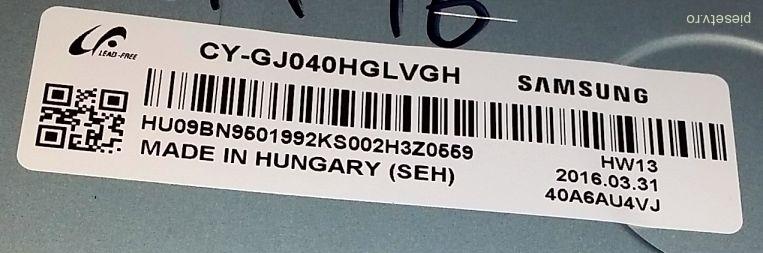 piesetv.ro
LEAD-FREE
CY-GJ040HGLVGH
SAMSUNG
HU09BN9501992KS002H3Z0559
MADE IN HUNGARY (SEH)
HW13
2016.03.31
40A6AU4VJ